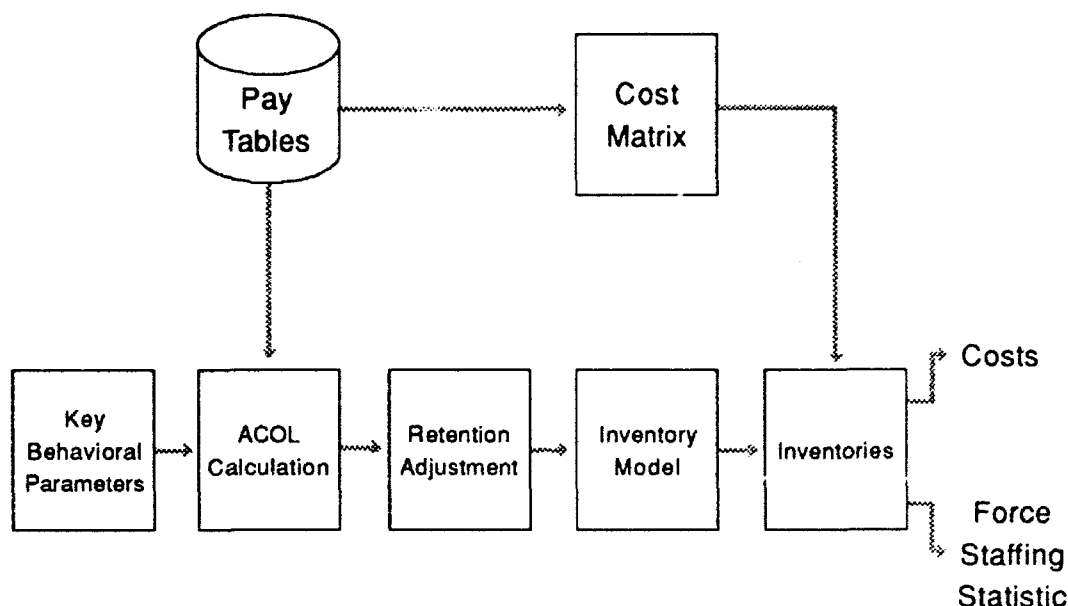 Pay
Tables
Cost
Matrix
Costs
Key
Behavioral
Parameters
ACOL
Calculation
Retention
Adjustment
Inventory
Model
Inventories
Force
Staffing
Statistic